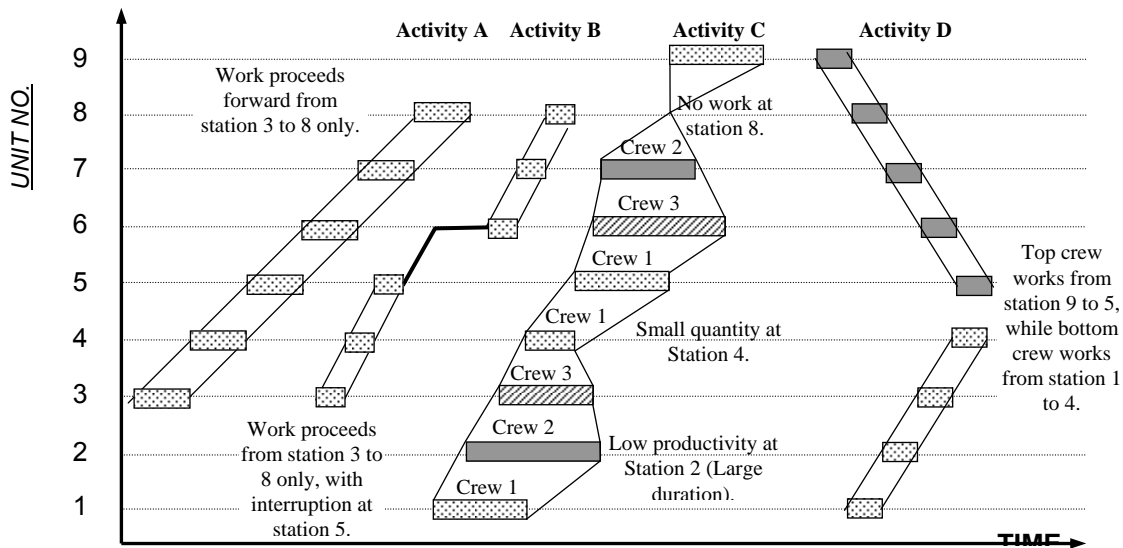 Activity A
Activity B
Activity C
Activity D
UNIT NO.
9
8
7
6
5
4
3
2
1
Work proceeds
forward from
station 3 to 8 only.
No work at
station 8.
Crew 2
Crew 3
Crew 1
Crew 1
Small quantity at
Station 4.
Crew 3
Crew 2
Crew 1
Low productivity at
Station 2 (Large
duration).
Work proceeds
from station 3 to
8 only, with
interruption at
station 5.
Top crew
works from
station 9 to 5,
while bottom
crew works
from station 1
to 4.
TIME